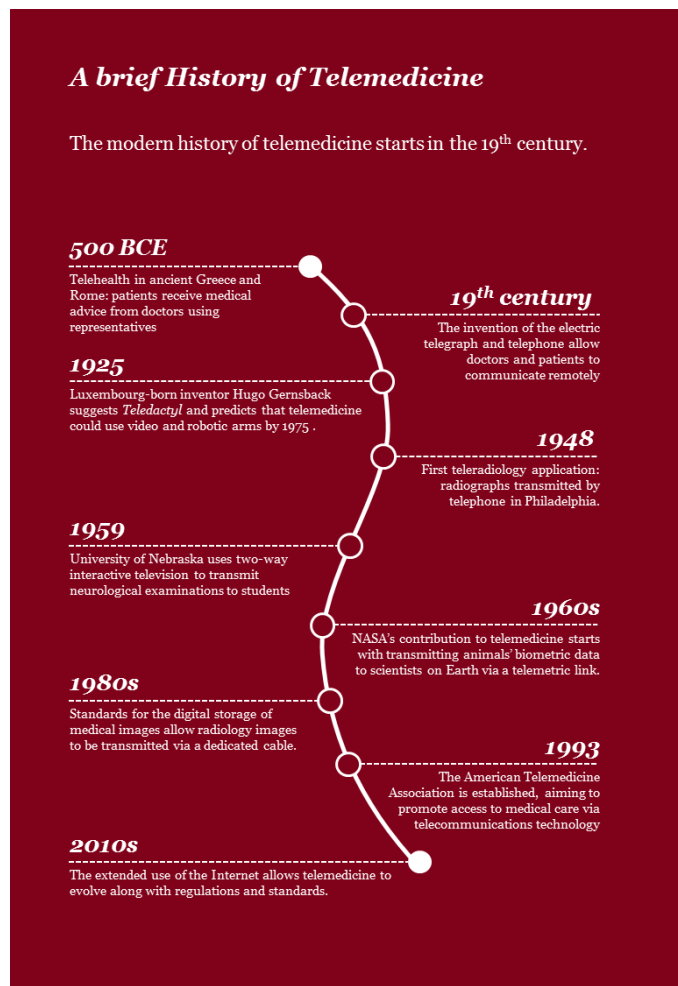 A brief History of Telemedicine
The modern history of telemedicine starts in the 19th century.
500 BCE
Telehealth in ancient Greece and
Rome: patients receive medical
advice from doctors using
representatives
19th century
The invention of the electric
telegraph and telephone allow
doctors and patients to
communicate remotely
1925
Luxembourg-born inventor Hugo Gernsback
suggests Teledactyl and predicts that telemedicine
could use video and robotic arms by 1975 .
1948
First teleradiology application:
radiographs transmitted by
telephone in Philadelphia.
1959
University of Nebraska uses two-way
interactive television to transmit
neurological examinations to students
1960s
NASA’s contribution to telemedicine starts
with transmitting animals’ biometric data
to scientists on Earth via a telemetric link.
1980s
Standards for the digital storage of
medical images allow radiology images
to be transmitted via a dedicated cable.
1993
The American Telemedicine
Association is established, aiming to
promote access to medical care via
telecommunications technology
2010s
The extended use of the Internet allows telemedicine to
evolve along with regulations and standards.